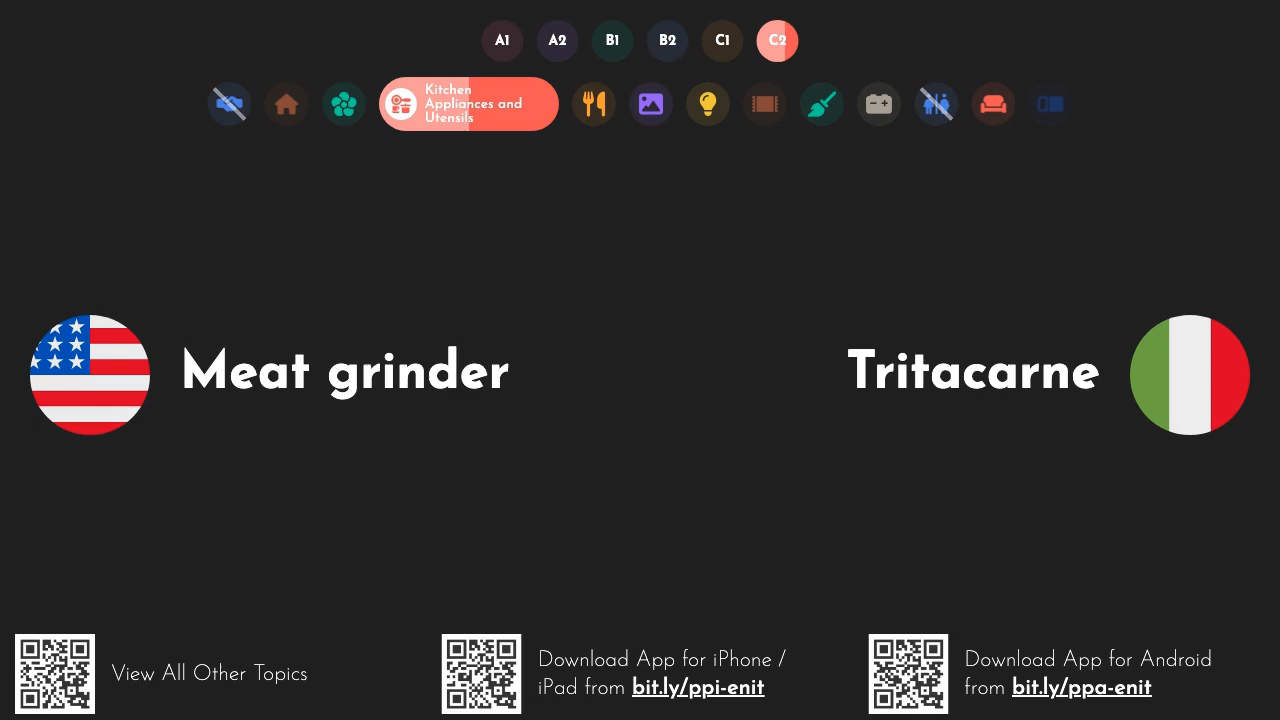 A1 A2 B1 B2 C1 C2
Kitchen
Appliances and
Utensils
Meat grinder
Tritacarne
View All Other Topics
Download App for iPhone /
iPad from bit.ly/ppi-enit
Download App for Android
from bit.ly/ppa-enit